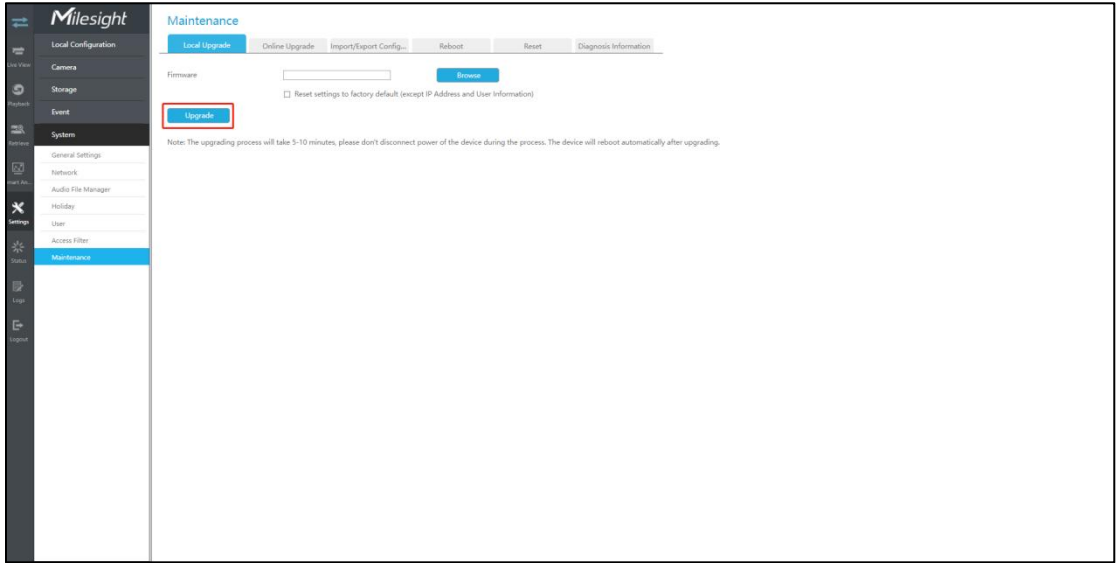 Milesight
Live View
Playback
Retrieve
Smart An...
Settings
Status
Logs
Logout
Local Configuration
Camera
Storage
Event
System
General Settings
Network
Audio File Manager
Holiday
User
Access Filter
Maintenance
Maintenance
Local Upgrade Online Upgrade Import/Export Config... Reboot Reset Diagnosis Information
Firmware Browse
Reset settings to factory default (except IP Address and User Information)
Upgrade
Note: The upgrading process will take 5-10 minutes, please don't disconnect power of the device during the process. The device will reboot automatically after upgrading.